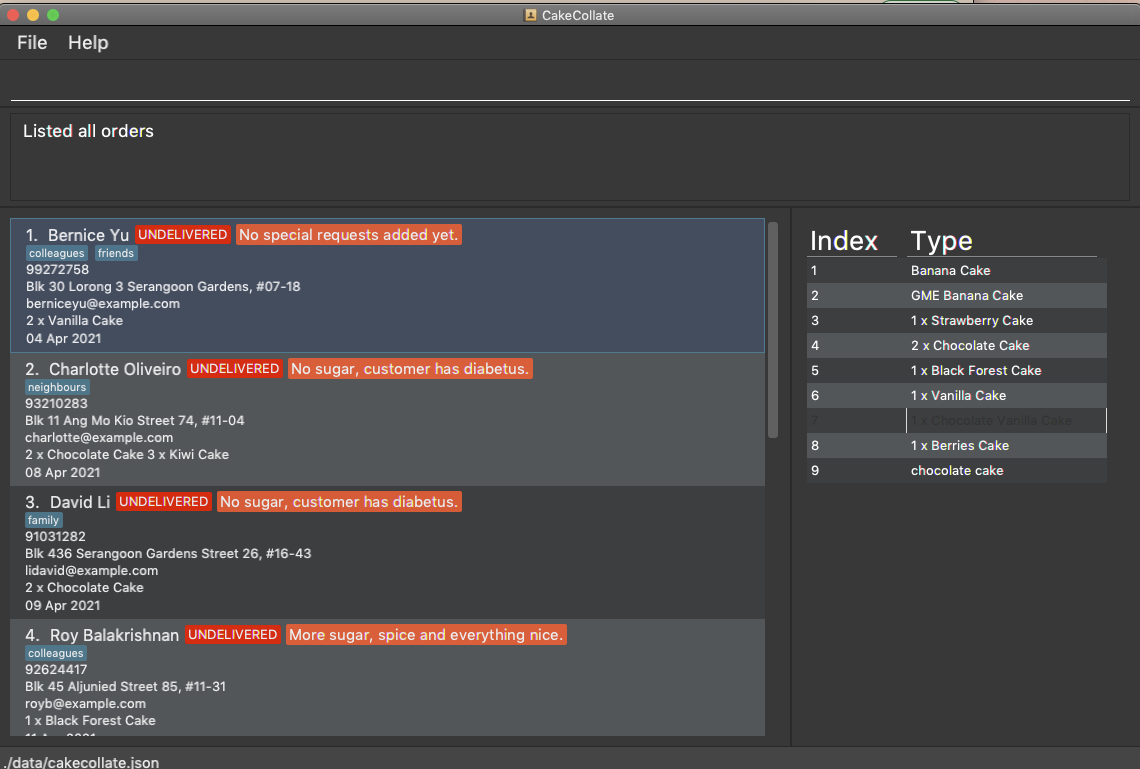 CakeCollate
File Help
Listed all orders
1. Bernice Yu UNDELIVERED No special requests added yet.
colleagues friends
99272758
Blk 30 Lorong 3 Serangoon Gardens, #07-18
berniceyu@example.com
2 x Vanilla Cake
04 Apr 2021
2. Charlotte Oliveiro UNDELIVERED No sugar, customer has diabetus.
neighbours
93210283
Blk 11 Ang Mo Kio Street 74, #11-04
charlotte@example.com
2 x Chocolate Cake 3 x Kiwi Cake
08 Apr 2021
3. David Li UNDELIVERED No sugar, customer has diabetus.
family
91031282
Blk 436 Serangoon Gardens Street 26, #16-43
lidavid@example.com
2 x Chocolate Cake
09 Apr 2021
4. Roy Balakrishnan UNDELIVERED More sugar, spice and everything nice.
colleagues
92624417
Blk 45 Aljunied Street 85, #11-31
royb@example.com
1 x Black Forest Cake
11 Apr 2021
Index Type
1 Banana Cake
2 GME Banana Cake
3 1 x Strawberry Cake
4 2 x Chocolate Cake
5 1 x Black Forest Cake
6 1 x Vanilla Cake
7 1 x Chocolate Vanilla Cake
8 1 x Berries Cake
9 chocolate cake
./data/cakecollate.json